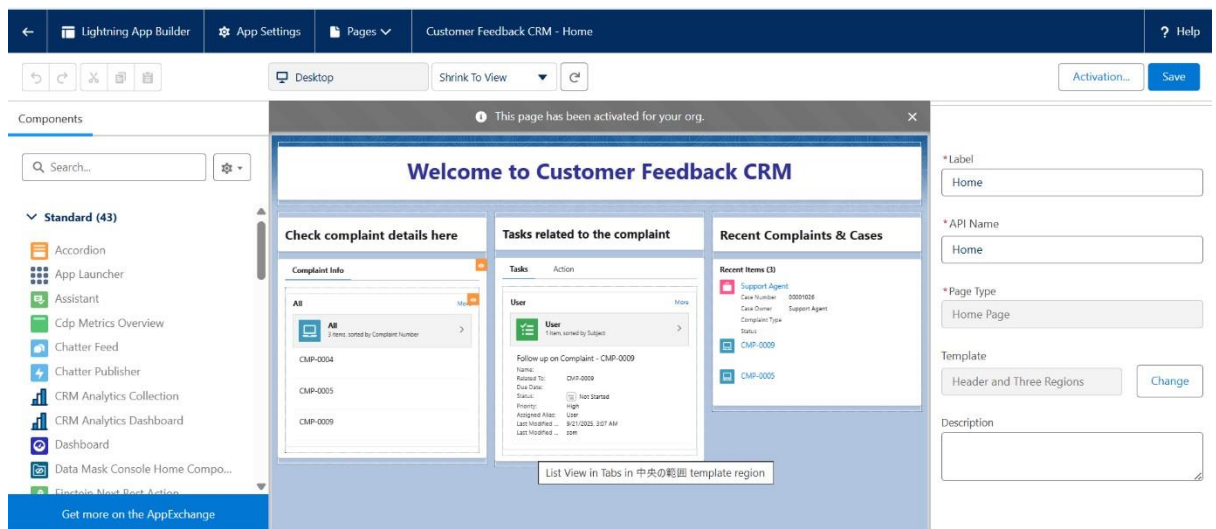 Lightning App Builder
App Settings
Pages
Customer Feedback CRM - Home
? Help
Desktop
Shrink To View
Activation...
Save
Components
Search...
Standard (43)
Accordion
App Launcher
Assistant
Cdp Metrics Overview
Chatter Feed
Chatter Publisher
CRM Analytics Collection
CRM Analytics Dashboard
Dashboard
Data Mask Console Home Compo...
Einstein Next Best Action
Get more on the AppExchange
This page has been activated for your org.
Welcome to Customer Feedback CRM
Check complaint details here
Complaint Info
All
All
3 items, sorted by Complaint Number
CMP-0004
CMP-0005
CMP-0009
Tasks related to the complaint
Tasks Action
User More
User
1 item, sorted by Subject
Follow up on Complaint - CMP-0009
Name:
Related To: CMP-0009
Due Date:
Status: Not Started
Priority: High
Assigned Alias: User
Last Modified ... 9/21/2025, 3:07 AM
Last Modified ... som
List View in Tabs in 中央の範囲 template region
Recent Complaints & Cases
Recent Items (3)
Support Agent
Case Number 00001026
Case Owner Support Agent
Complaint Type
Status
CMP-0009
CMP-0005
*Label
Home
*API Name
Home
*Page Type
Home Page
Template
Header and Three Regions
Change
Description